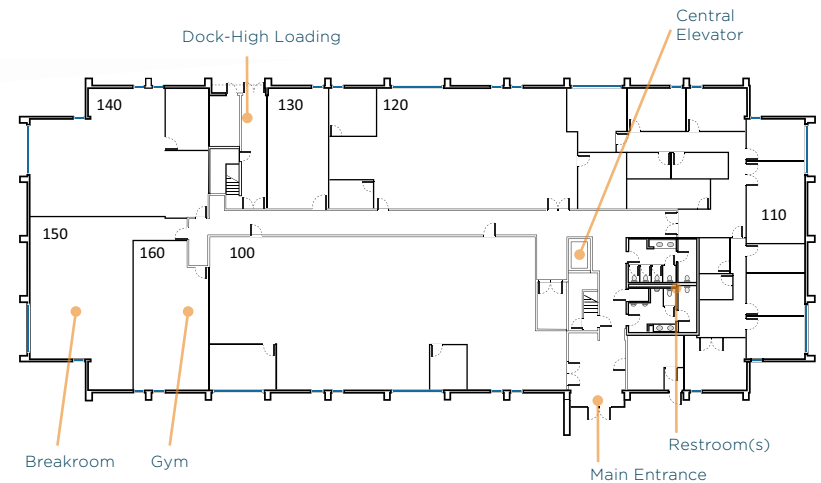 Central
Elevator
Dock-High Loading
140
130
120
110
150
160
100
Breakroom
Gym
Restroom(s)
Main Entrance